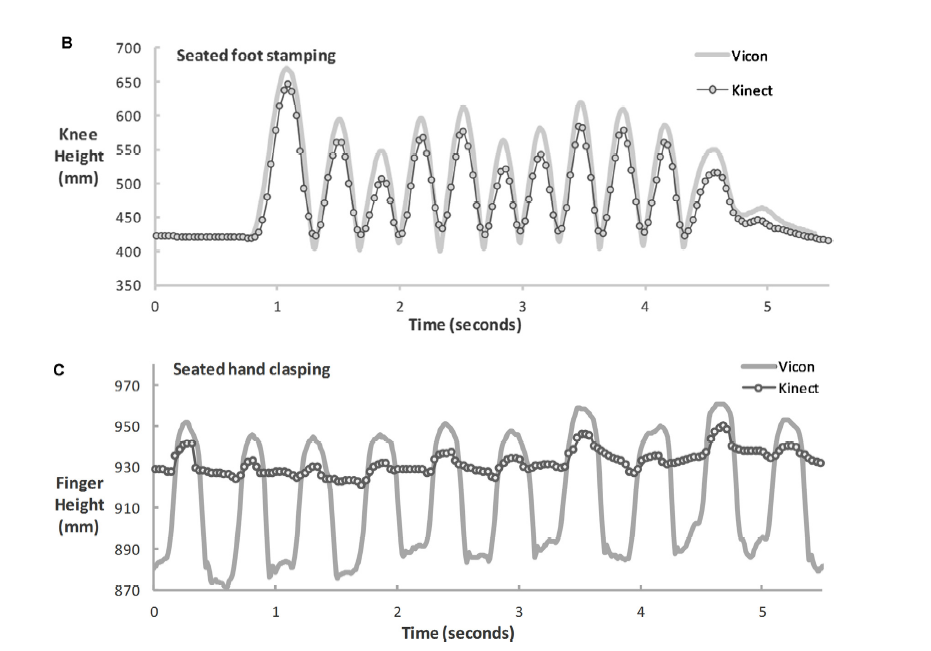 B
Seated foot stamping
Vicon
Kinect
Knee
Height
(mm)
700
650
600
550
500
450
400
350
0 1 2 3 4 5
Time (seconds)
C
Seated hand clasping
Vicon
Kinect
Finger
Height
(mm)
970
950
930
910
890
870
0 1 2 3 4 5
Time (seconds)